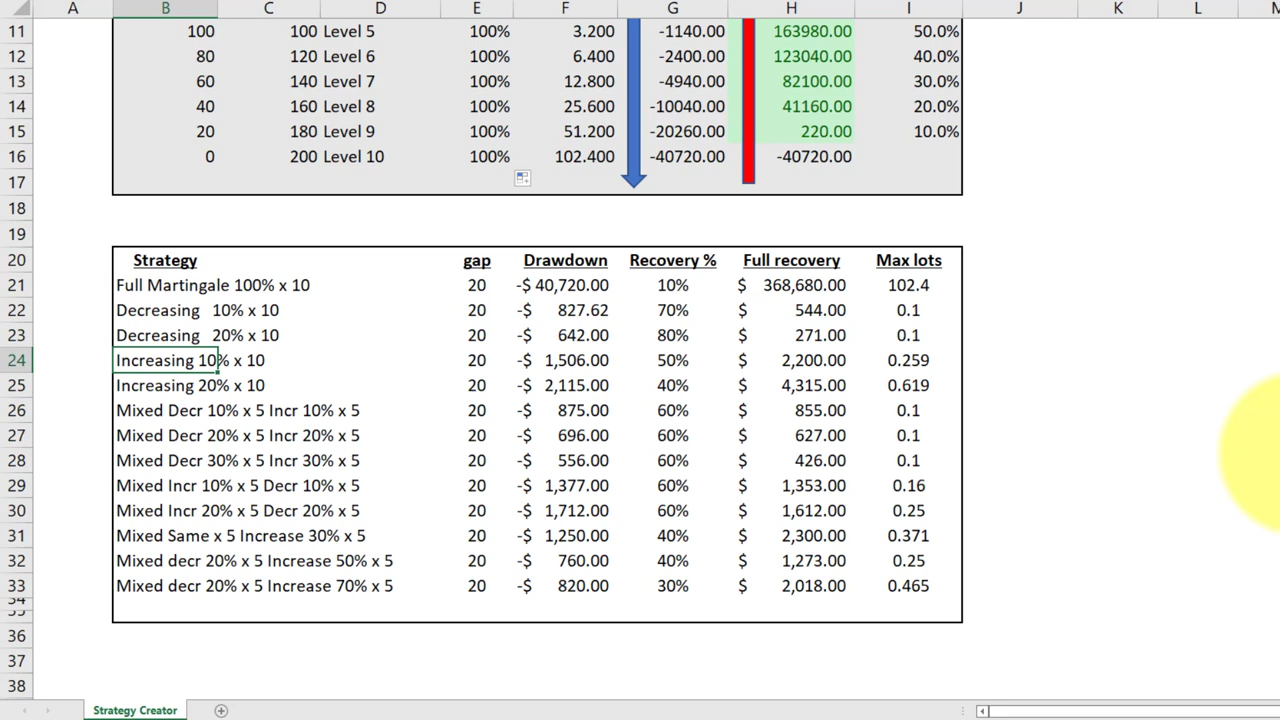 A B C D E F G H I J K L M
11 100 100 Level 5 100% 3.200 -1140.00 163980.00 50.0%
12 80 120 Level 6 100% 6.400 -2400.00 123040.00 40.0%
13 60 140 Level 7 100% 12.800 -4940.00 82100.00 30.0%
14 40 160 Level 8 100% 25.600 -10040.00 41160.00 20.0%
15 20 180 Level 9 100% 51.200 -20260.00 220.00 10.0%
16 0 200 Level 10 100% 102.400 -40720.00 -40720.00
17
18
19
20 Strategy gap Drawdown Recovery % Full recovery Max lots
21 Full Martingale 100% x 10 20 -$ 40,720.00 10% $ 368,680.00 102.4
22 Decreasing 10% x 10 20 -$ 827.62 70% $ 544.00 0.1
23 Decreasing 20% x 10 20 -$ 642.00 80% $ 271.00 0.1
24 Increasing 10% x 10 20 -$ 1,506.00 50% $ 2,200.00 0.259
25 Increasing 20% x 10 20 -$ 2,115.00 40% $ 4,315.00 0.619
26 Mixed Decr 10% x 5 Incr 10% x 5 20 -$ 875.00 60% $ 855.00 0.1
27 Mixed Decr 20% x 5 Incr 20% x 5 20 -$ 696.00 60% $ 627.00 0.1
28 Mixed Decr 30% x 5 Incr 30% x 5 20 -$ 556.00 60% $ 426.00 0.1
29 Mixed Incr 10% x 5 Decr 10% x 5 20 -$ 1,377.00 60% $ 1,353.00 0.16
30 Mixed Incr 20% x 5 Decr 20% x 5 20 -$ 1,712.00 60% $ 1,612.00 0.25
31 Mixed Same x 5 Increase 30% x 5 20 -$ 1,250.00 40% $ 2,300.00 0.371
32 Mixed decr 20% x 5 Increase 50% x 5 20 -$ 760.00 40% $ 1,273.00 0.25
33 Mixed decr 20% x 5 Increase 70% x 5 20 -$ 820.00 30% $ 2,018.00 0.465
34
35
36
37
38
Strategy Creator